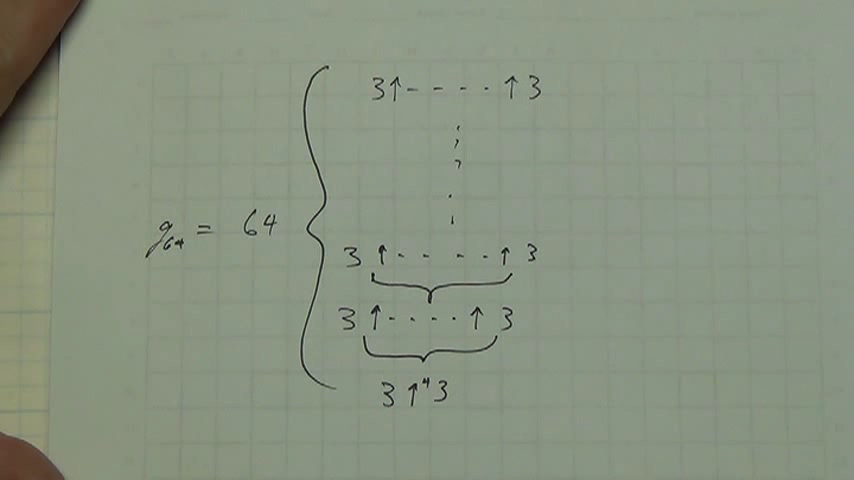 3↑- - - -↑3
g₆₄ = 64
3 ↑- - - -↑ 3
3 ↑- - - -↑ 3
3↑⁴3